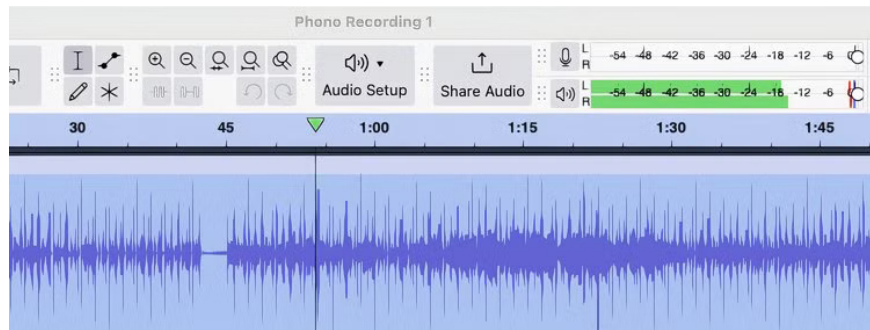 Phono Recording 1
L
R
-54 -48 -42 -36 -30 -24 -18 -12 -6
Audio Setup
Share Audio
L
R
-54 -48 -42 -36 -30 -24 -18 -12 -6
30 45 1:00 1:15 1:30 1:45